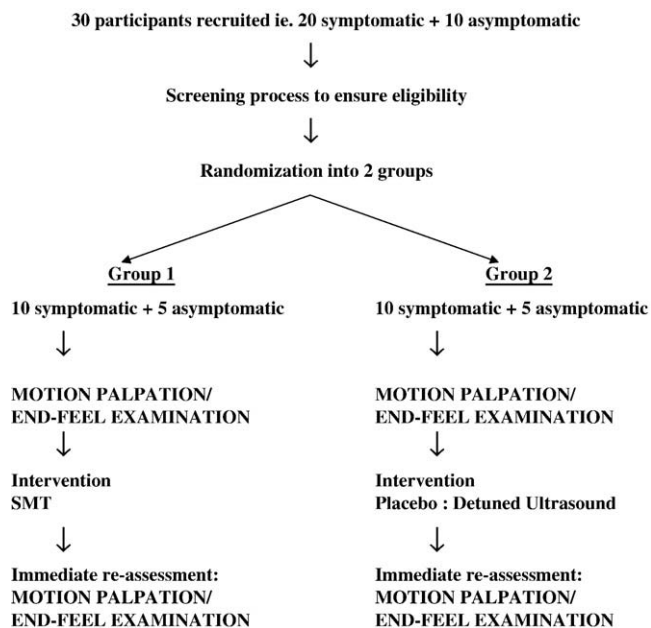 30 participants recruited ie. 20 symptomatic + 10 asymptomatic
Screening process to ensure eligibility
Randomization into 2 groups
Group 1
10 symptomatic + 5 asymptomatic
MOTION PALPATION/
END-FEEL EXAMINATION
Intervention
SMT
Immediate re-assessment:
MOTION PALPATION/
END-FEEL EXAMINATION
Group 2
10 symptomatic + 5 asymptomatic
MOTION PALPATION/
END-FEEL EXAMINATION
Intervention
Placebo : Detuned Ultrasound
Immediate re-assessment:
MOTION PALPATION/
END-FEEL EXAMINATION